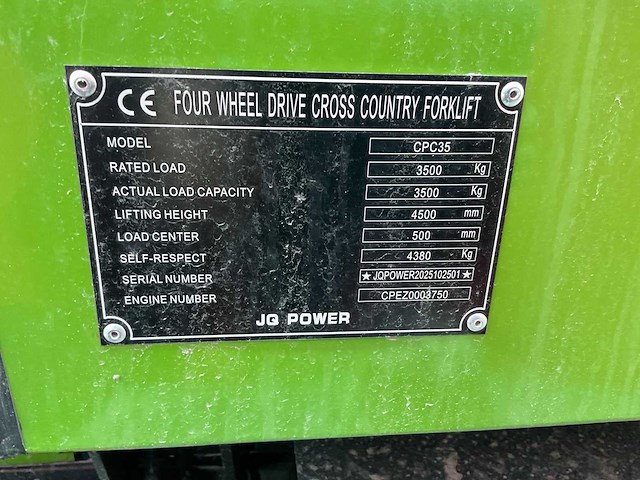 CE FOUR WHEEL DRIVE CROSS COUNTRY FORKLIFT
MODEL CPC35
RATED LOAD 3500 Kg
ACTUAL LOAD CAPACITY 3500 Kg
LIFTING HEIGHT 4500 mm
LOAD CENTER 500 mm
SELF-RESPECT 4380 Kg
SERIAL NUMBER ★JQPOWER2025102501★
ENGINE NUMBER CPEZ0003750
JQ POWER